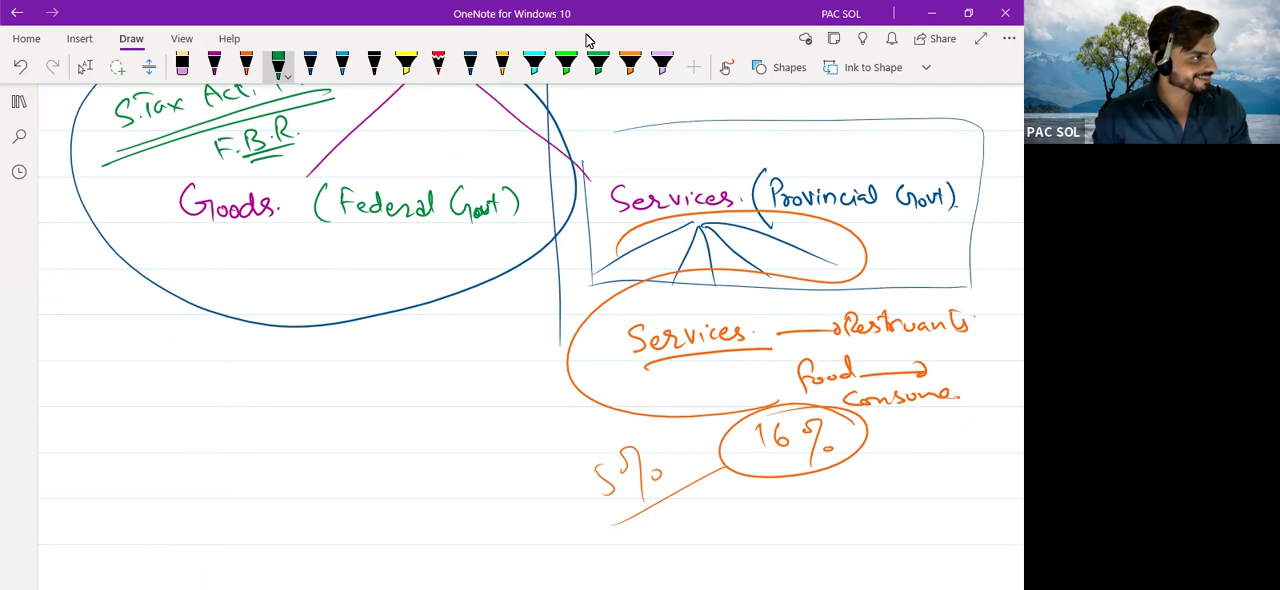 OneNote for Windows 10
PAC SOL
Home
Insert
Draw
View
Help
Share
Shapes
Ink to Shape
PAC SOL
S.Tax Act.
F.B.R.
Goods. (Federal Govt)
Services. (Provincial Govt).
Services. Restruants.
food
consume
16%
5%